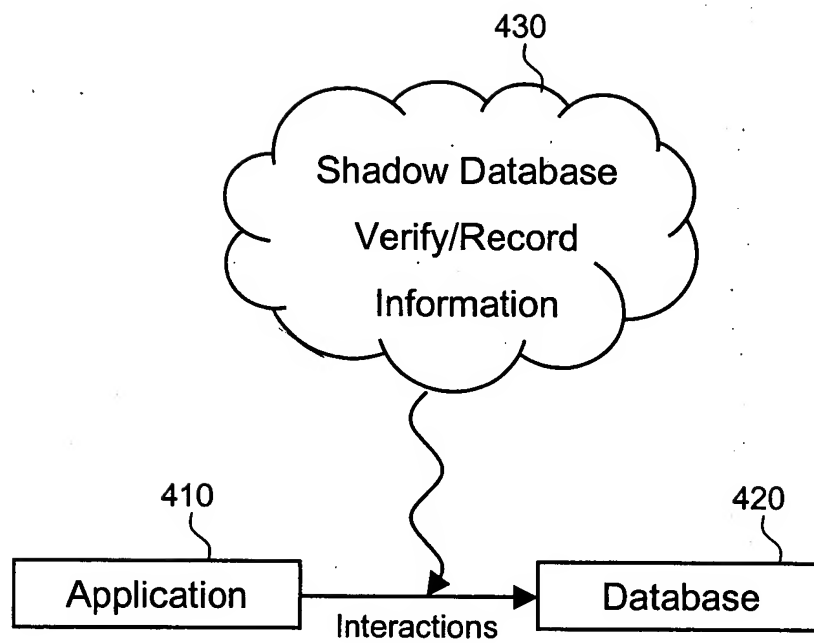 430
Shadow Database
Verify/Record
Information
410
420
Application
Interactions
Database